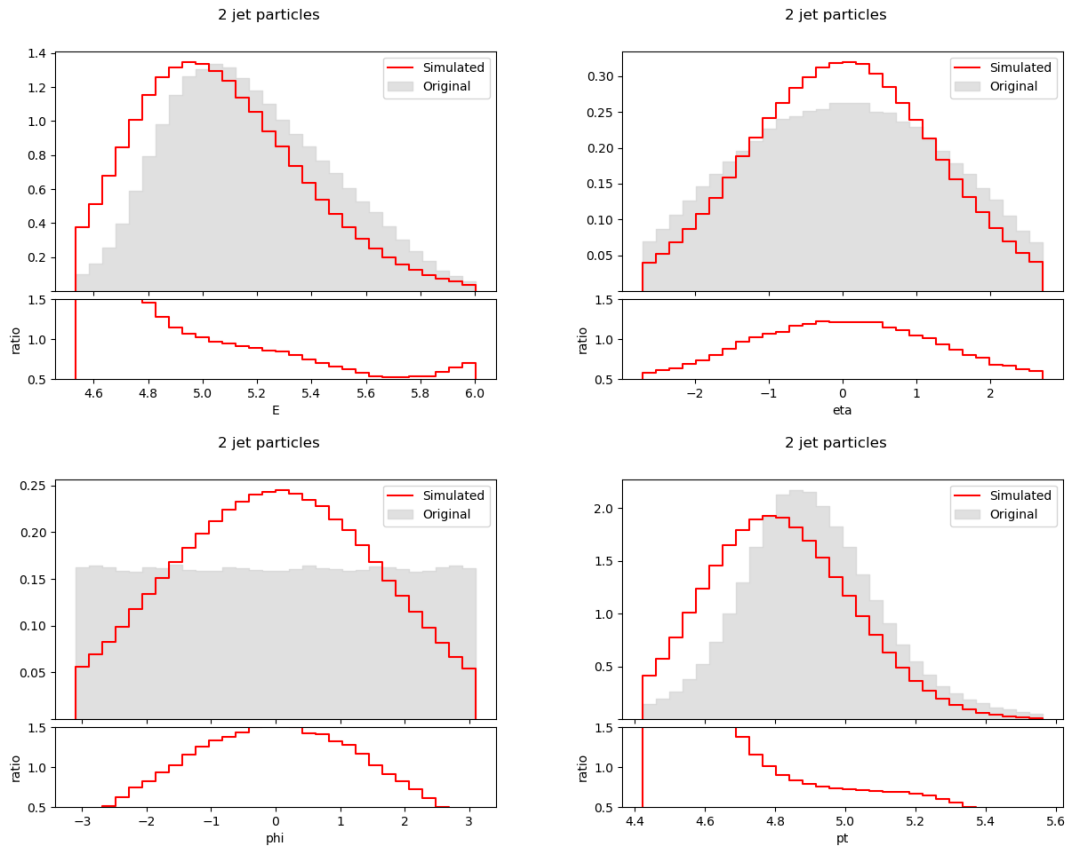 2 jet particles
1.4
1.2
1.0
0.8
0.6
0.4
0.2
Simulated
Original
1.5
1.0
0.5
ratio
4.6 4.8 5.0 5.2 5.4 5.6 5.8 6.0
E
2 jet particles
0.30
0.25
0.20
0.15
0.10
0.05
Simulated
Original
1.5
1.0
0.5
ratio
−2 −1 0 1 2
eta
2 jet particles
0.25
0.20
0.15
0.10
0.05
Simulated
Original
1.5
1.0
0.5
ratio
−3 −2 −1 0 1 2 3
phi
2 jet particles
2.0
1.5
1.0
0.5
Simulated
Original
1.5
1.0
0.5
ratio
4.4 4.6 4.8 5.0 5.2 5.4 5.6
pt